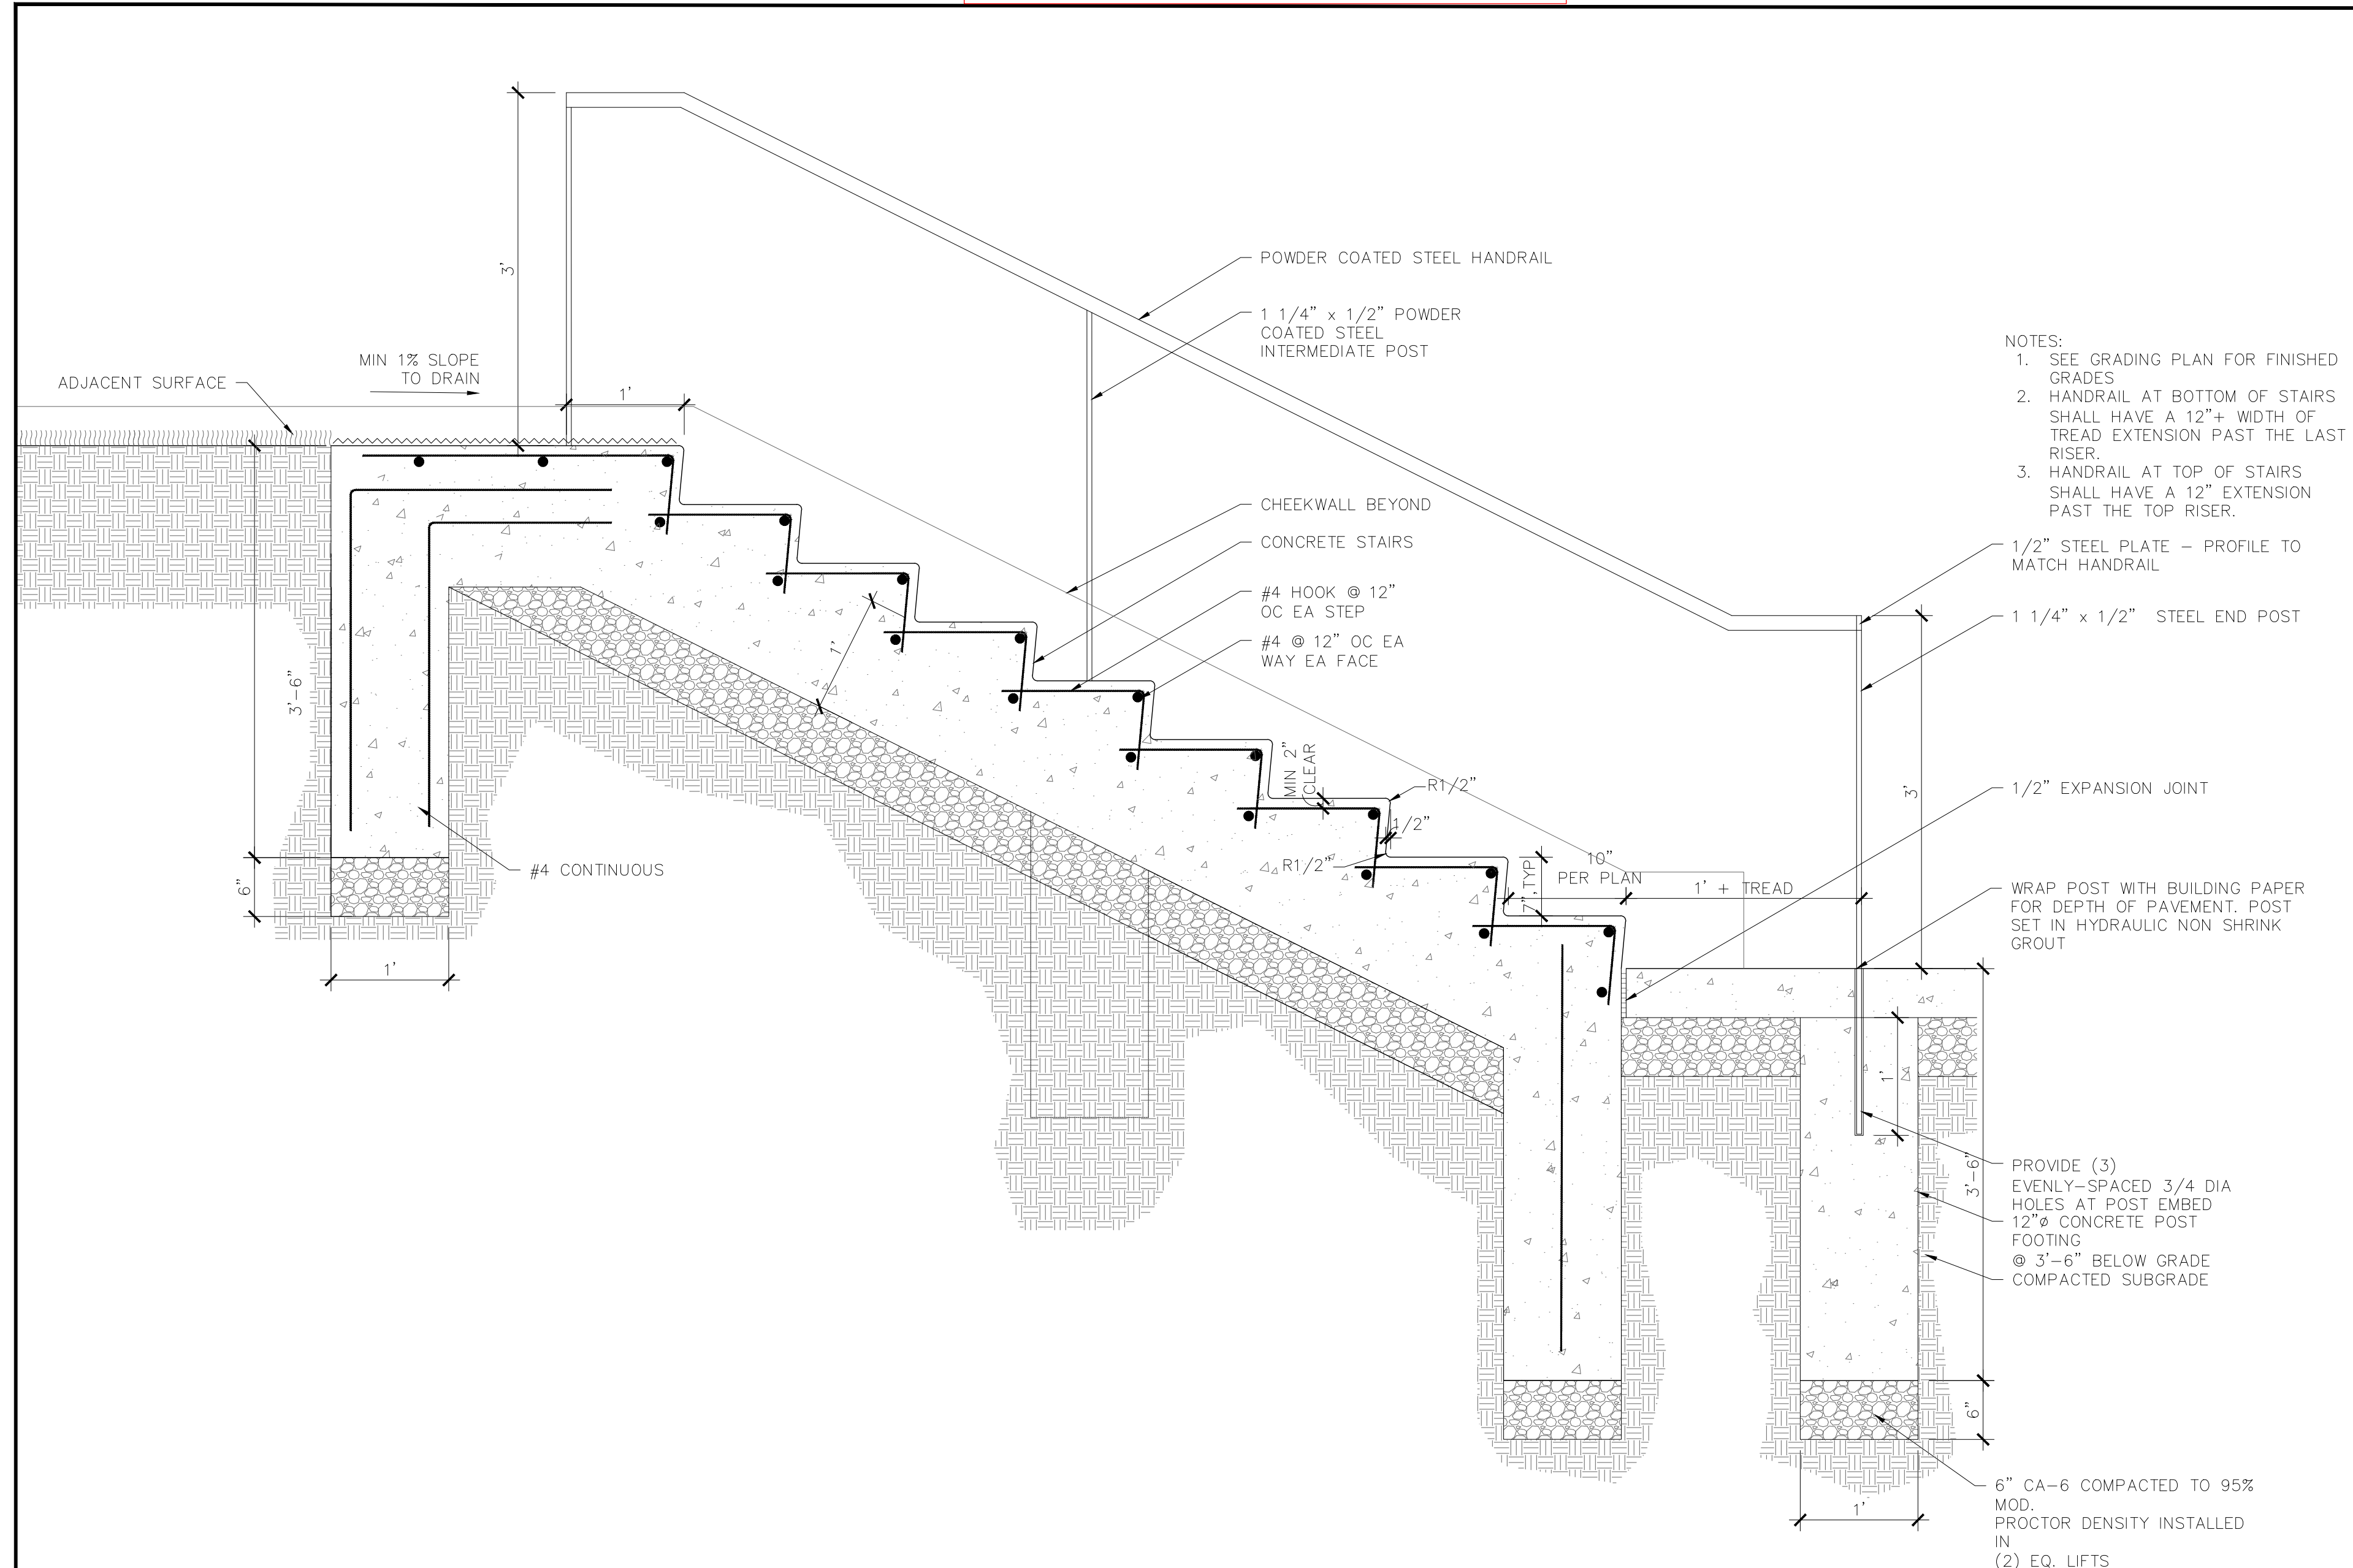 3'
POWDER COATED STEEL HANDRAIL
1 1/4" x 1/2" POWDER
COATED STEEL
INTERMEDIATE POST
MIN 1% SLOPE
TO DRAIN
ADJACENT SURFACE
1'
NOTES:
1. SEE GRADING PLAN FOR FINISHED
GRADES
2. HANDRAIL AT BOTTOM OF STAIRS
SHALL HAVE A 12"+ WIDTH OF
TREAD EXTENSION PAST THE LAST
RISER.
3. HANDRAIL AT TOP OF STAIRS
SHALL HAVE A 12" EXTENSION
PAST THE TOP RISER.
CHEEKWALL BEYOND
CONCRETE STAIRS
#4 HOOK @ 12"
OC EA STEP
#4 @ 12" OC EA
WAY EA FACE
1/2" STEEL PLATE – PROFILE TO
MATCH HANDRAIL
1 1/4" x 1/2" STEEL END POST
1'
3'-6"
MIN 2"
CLEAR
R1/2"
1/2"
R1/2"
3'
1/2" EXPANSION JOINT
#4 CONTINUOUS
6"
1'
7", TYP
10"
PER PLAN
1' + TREAD
WRAP POST WITH BUILDING PAPER
FOR DEPTH OF PAVEMENT. POST
SET IN HYDRAULIC NON SHRINK
GROUT
1'
3'-6"
PROVIDE (3)
EVENLY-SPACED 3/4 DIA
HOLES AT POST EMBED
12"ø CONCRETE POST
FOOTING
@ 3'-6" BELOW GRADE
COMPACTED SUBGRADE
6"
1'
6" CA-6 COMPACTED TO 95%
MOD.
PROCTOR DENSITY INSTALLED
IN
(2) EQ. LIFTS